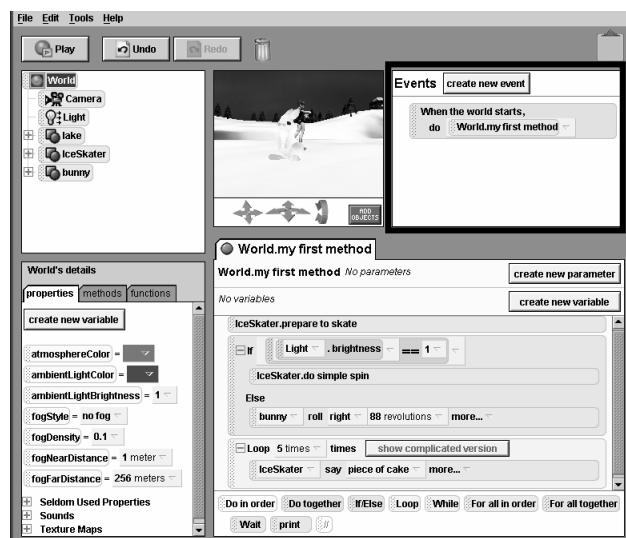 File Edit Tools Help
Play Undo Redo
World
Camera
Light
lake
IceSkater
bunny
ADD OBJECTS
Events create new event
When the world starts,
do World.my first method
World's details
properties methods functions
create new variable
atmosphereColor =
ambientLightColor =
ambientLightBrightness = 1
fogStyle = no fog
fogDensity = 0.1
fogNearDistance = 1 meter
fogFarDistance = 256 meters
Seldom Used Properties
Sounds
Texture Maps
World.my first method
World.my first method No parameters create new parameter
No variables create new variable
IceSkater.prepare to skate
If Light . brightness == 1
IceSkater.do simple spin
Else
bunny roll right 88 revolutions more...
Loop 5 times times show complicated version
IceSkater say piece of cake more...
Do in order Do together If/Else Loop While For all in order For all together
Wait print //